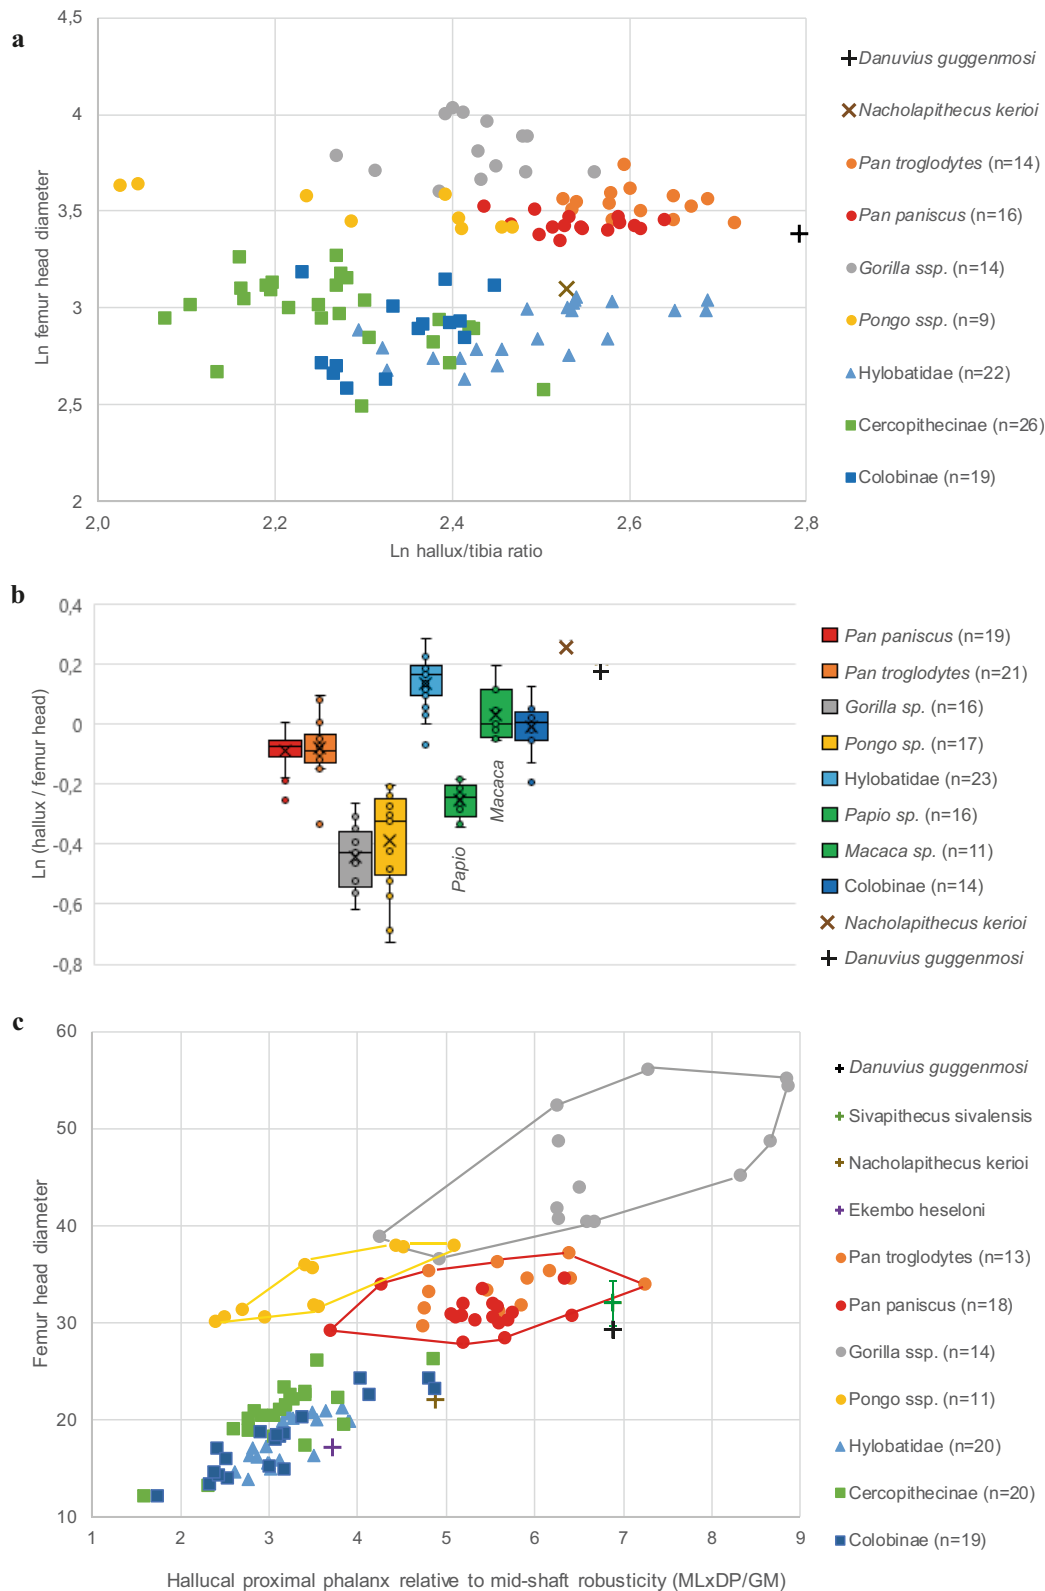 a
4,5
4
3,5
3
2,5
2
Ln femur head diameter
2,0
2,2
2,4
2,6
2,8
Ln hallux/tibia ratio
Danuvius guggenmosi
Nacholapithecus kerioi
Pan troglodytes (n=14)
Pan paniscus (n=16)
Gorilla ssp. (n=14)
Pongo ssp. (n=9)
Hylobatidae (n=22)
Cercopithecinae (n=26)
Colobinae (n=19)
b
0,4
0,2
0
-0,2
-0,4
-0,6
-0,8
Ln (hallux / femur head)
Papio
Macaca
Pan paniscus (n=19)
Pan troglodytes (n=21)
Gorilla sp. (n=16)
Pongo sp. (n=17)
Hylobatidae (n=23)
Papio sp. (n=16)
Macaca sp. (n=11)
Colobinae (n=14)
Nacholapithecus kerioi
Danuvius guggenmosi
c
60
50
40
30
20
10
Femur head diameter
1
2
3
4
5
6
7
8
9
Hallucal proximal phalanx relative to mid-shaft robusticity (MLxDP/GM)
Danuvius guggenmosi
Sivapithecus sivalensis
Nacholapithecus kerioi
Ekembo heseloni
Pan troglodytes (n=13)
Pan paniscus (n=18)
Gorilla ssp. (n=14)
Pongo ssp. (n=11)
Hylobatidae (n=20)
Cercopithecinae (n=20)
Colobinae (n=19)